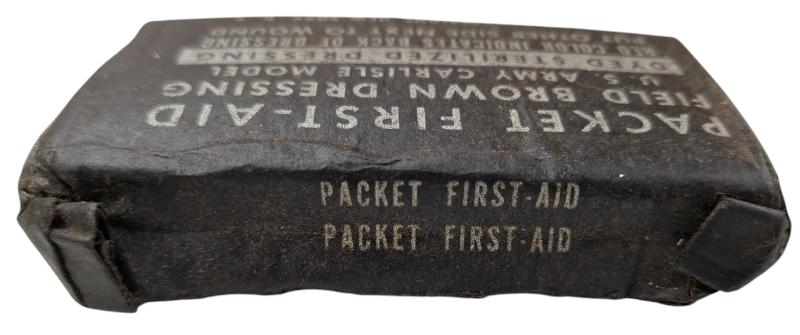 PACKET FIRST-AID
FIELD BROWN DRESSING
U. S. ARMY CARLISLE MODEL
DYED STERILIZED DRESSING
RED COLOR INDICATES BACK OF DRESSING
PUT OTHER SIDE NEXT TO WOUND
PACKET FIRST-AID
PACKET FIRST-AID